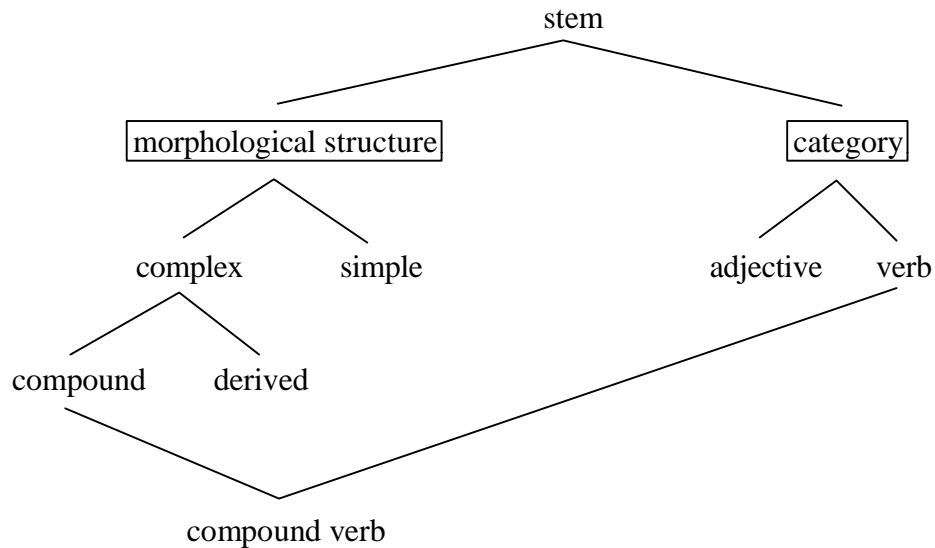 stem
morphological structure
category
complex
simple
adjective
verb
compound
derived
compound verb